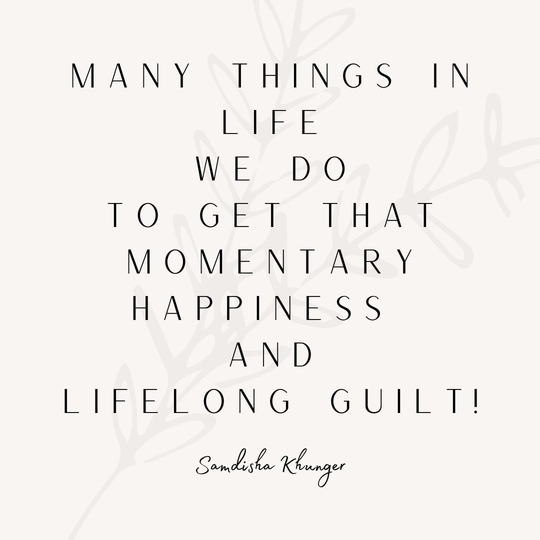 MANY THINGS IN
LIFE
WE DO
TO GET THAT
MOMENTARY
HAPPINESS
AND
LIFELONG GUILT!
Samdisha Khunger